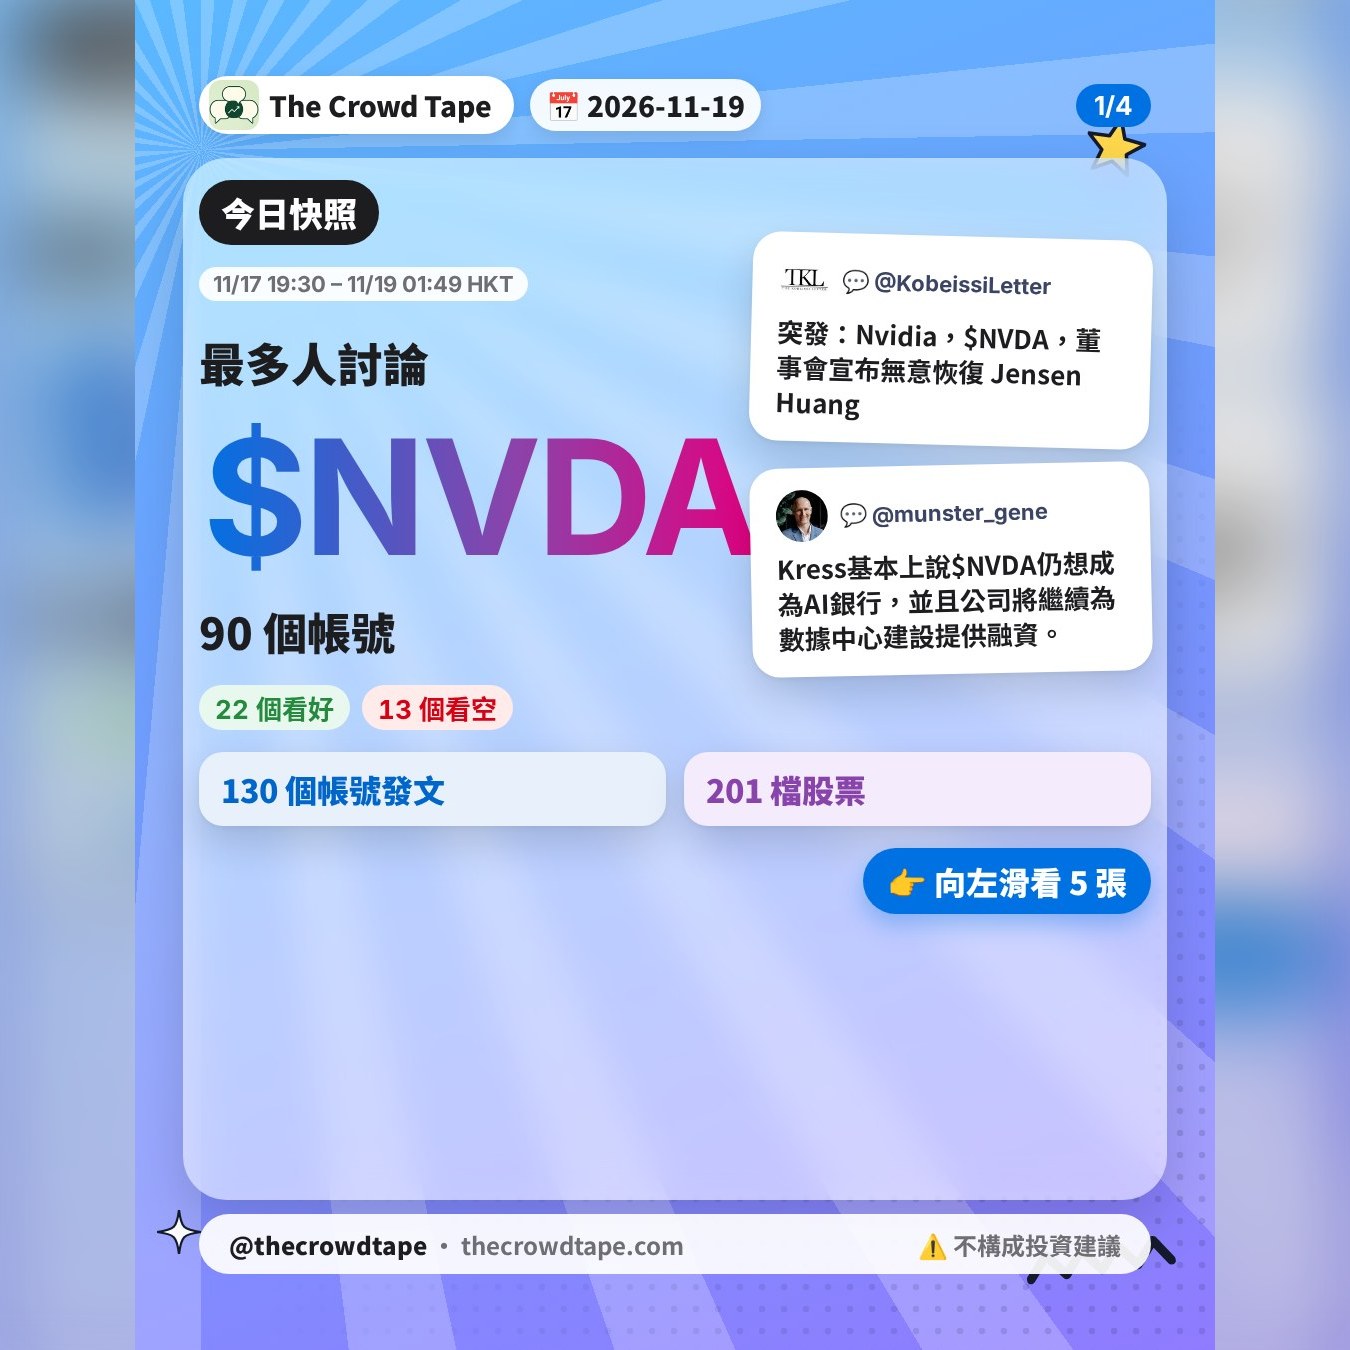 The Crowd Tape
2026-11-19
1/4
今日快照
11/17 19:30 – 11/19 01:49 HKT
最多人討論
$NVDA
90 個帳號
22 個看好
13 個看空
TKL
@KobeissiLetter
突發：Nvidia，$NVDA，董
事會宣布無意恢復 Jensen
Huang
@munster_gene
Kress基本上說$NVDA仍想成
為AI銀行，並且公司將繼續為
數據中心建設提供融資。
130 個帳號發文
201 檔股票
👉 向左滑看 5 張
@thecrowdtape · thecrowdtape.com
⚠️ 不構成投資建議